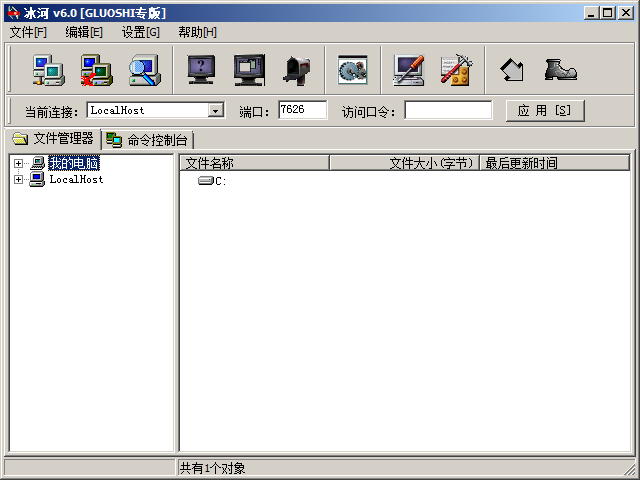 冰河 v6.0 [GLUOSHI专版]
文件[F] 编辑[E] 设置[G] 帮助[H]
当前连接: LocalHost 端口: 7626 访问口令: 应 用 [S]
文件管理器 命令控制台
我的电脑
LocalHost
文件名称 文件大小(字节) 最后更新时间
C:
共有1个对象